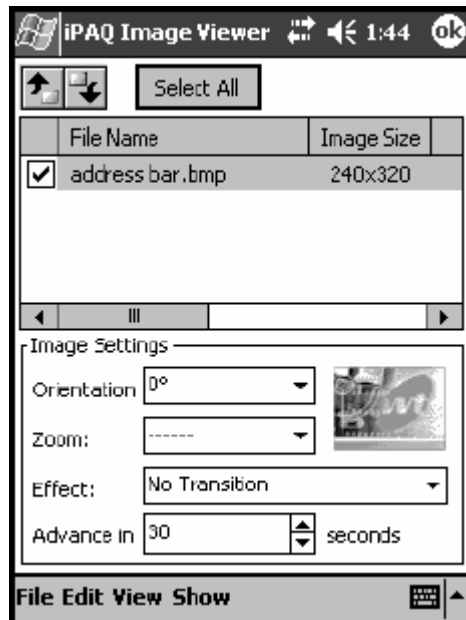 iPAQ Image Viewer 1:44 ok
Select All
File Name Image Size
address bar.bmp 240x320
Image Settings
Orientation 0°
Zoom: ------
Effect: No Transition
Advance in 30 seconds
File Edit View Show